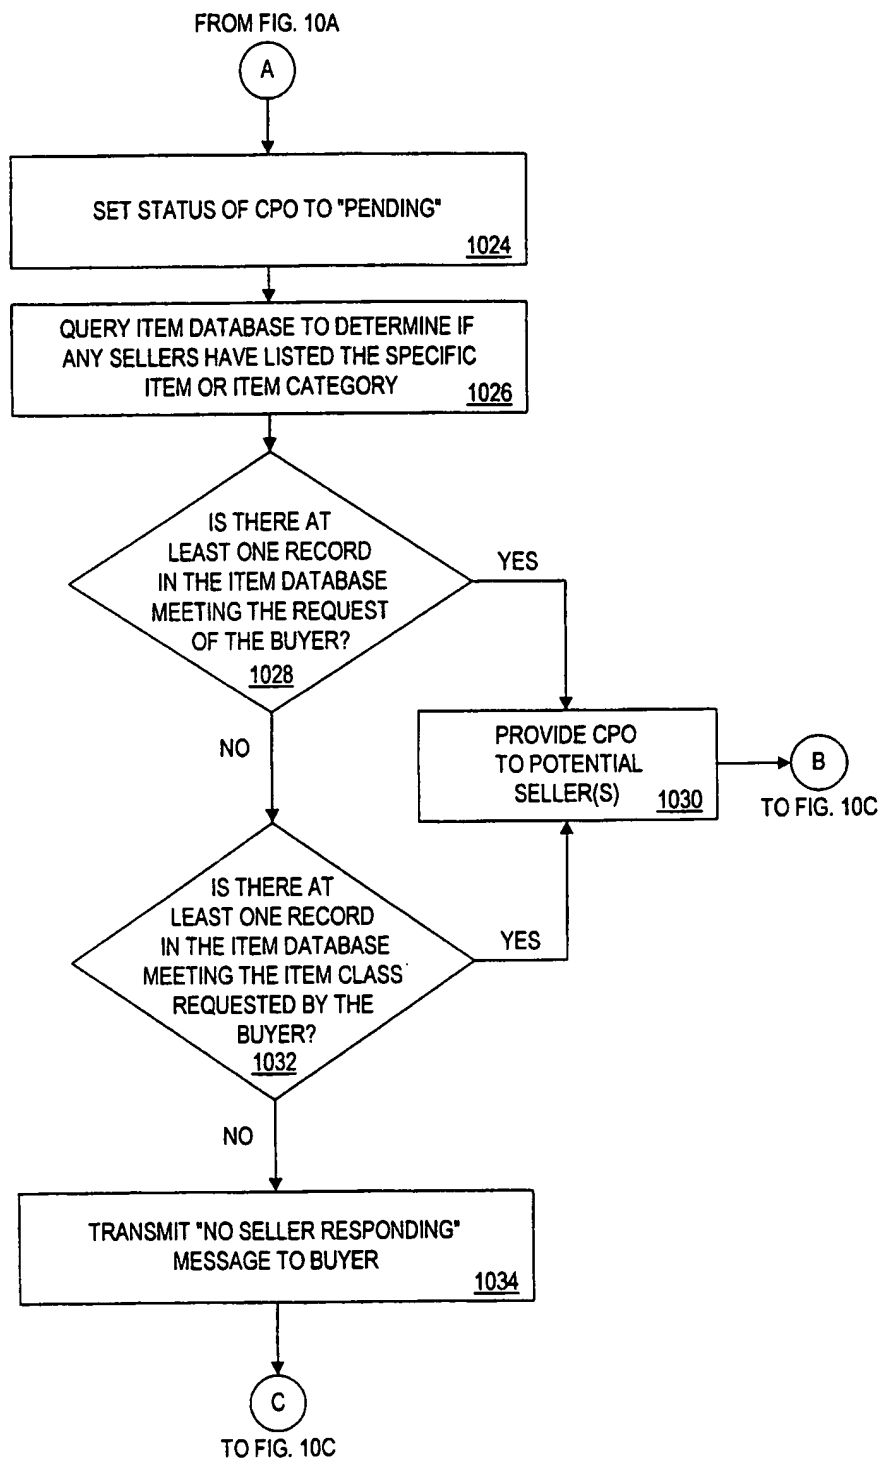 FROM FIG. 10A
A
SET STATUS OF CPO TO "PENDING"
1024
QUERY ITEM DATABASE TO DETERMINE IF
ANY SELLERS HAVE LISTED THE SPECIFIC
ITEM OR ITEM CATEGORY
1026
IS THERE AT
LEAST ONE RECORD
IN THE ITEM DATABASE
MEETING THE REQUEST
OF THE BUYER?
1028
YES
NO
PROVIDE CPO
TO POTENTIAL
SELLER(S)
1030
B
TO FIG. 10C
IS THERE AT
LEAST ONE RECORD
IN THE ITEM DATABASE
MEETING THE ITEM CLASS
REQUESTED BY THE
BUYER?
1032
YES
NO
TRANSMIT "NO SELLER RESPONDING"
MESSAGE TO BUYER
1034
C
TO FIG. 10C